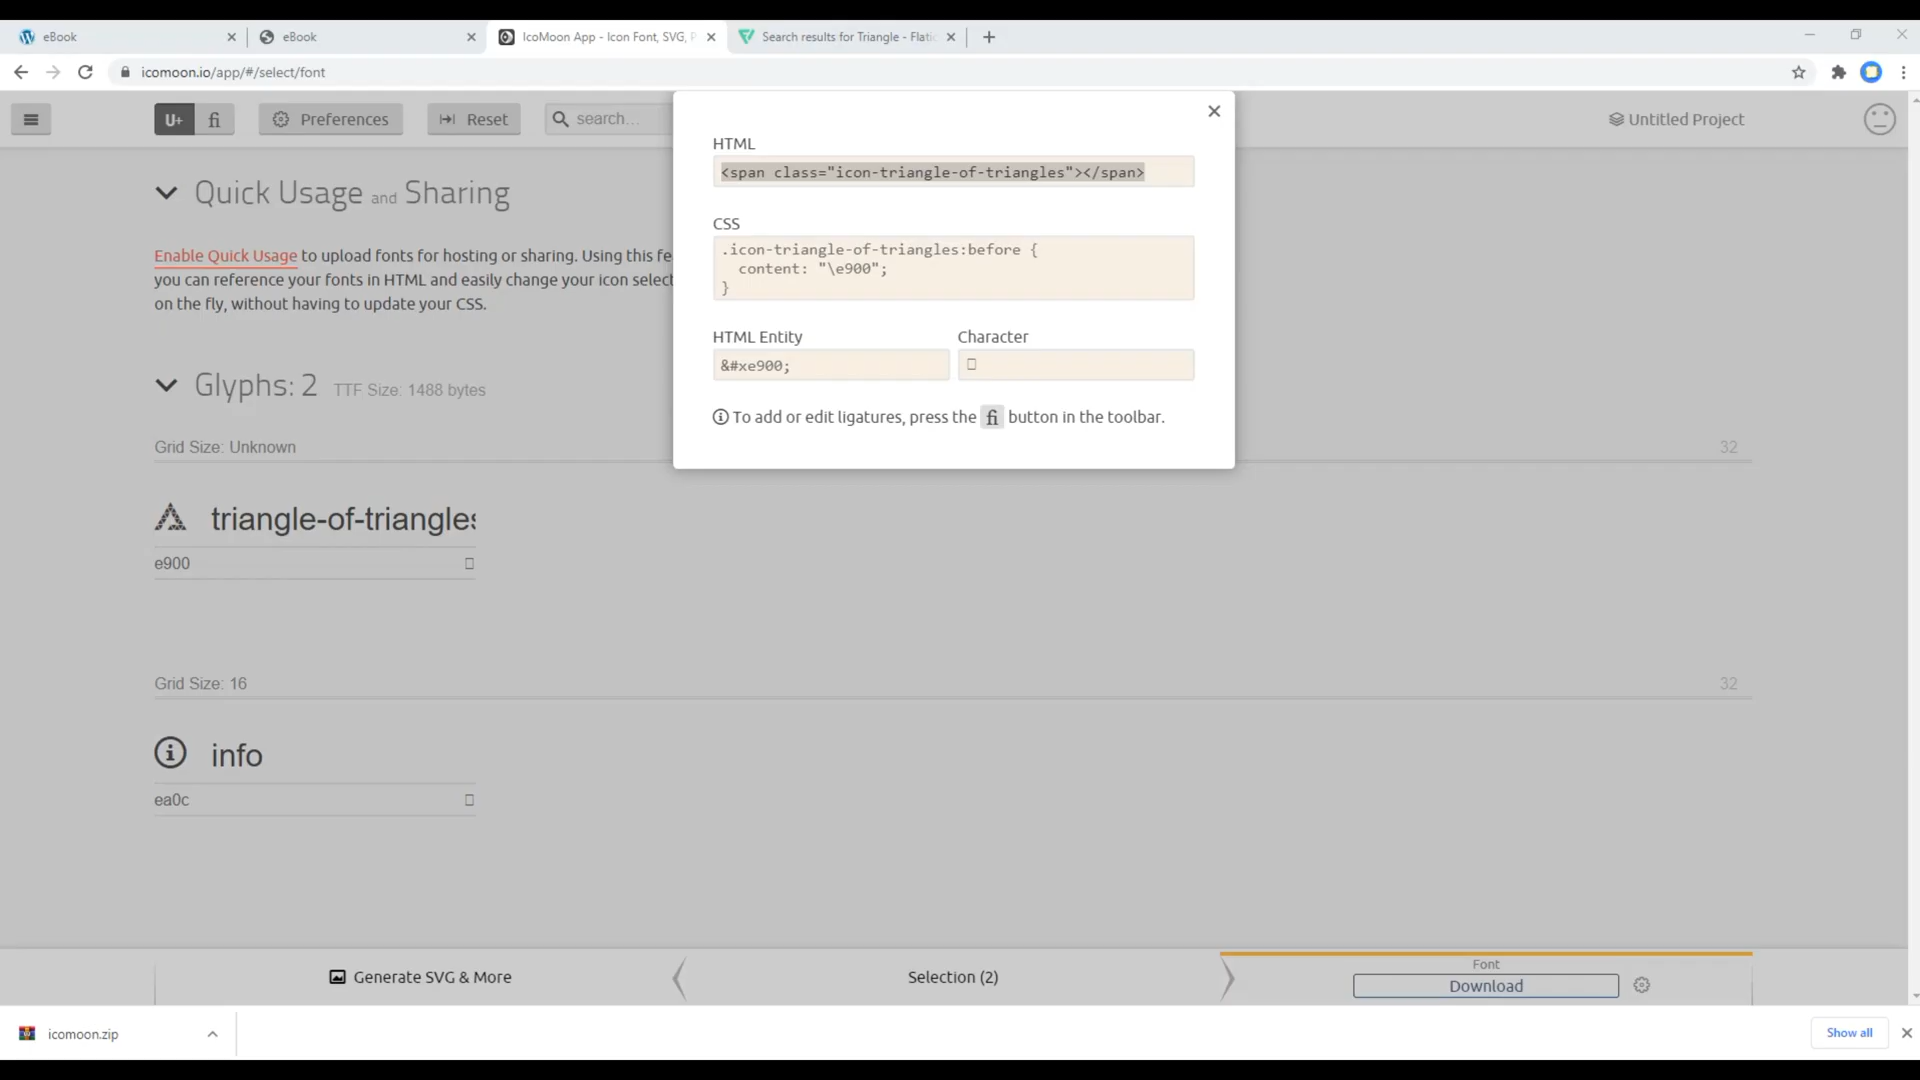 eBook
eBook
IcoMoon App - Icon Font, SVG, P
Search results for Triangle - Flatic
icomoon.io/app/#/select/font
U+
fi
Preferences
Reset
search...
Untitled Project
HTML
<span class="icon-triangle-of-triangles"></span>
CSS
.icon-triangle-of-triangles:before {
content: "\e900";
}
HTML Entity
Character
&#xe900;
To add or edit ligatures, press the fi button in the toolbar.
Quick Usage and Sharing
Enable Quick Usage to upload fonts for hosting or sharing. Using this fe
you can reference your fonts in HTML and easily change your icon select
on the fly, without having to update your CSS.
Glyphs: 2 TTF Size: 1488 bytes
Grid Size: Unknown
32
triangle-of-triangles
e900
Grid Size: 16
32
info
ea0c
Generate SVG & More
Selection (2)
Font
Download
icomoon.zip
Show all